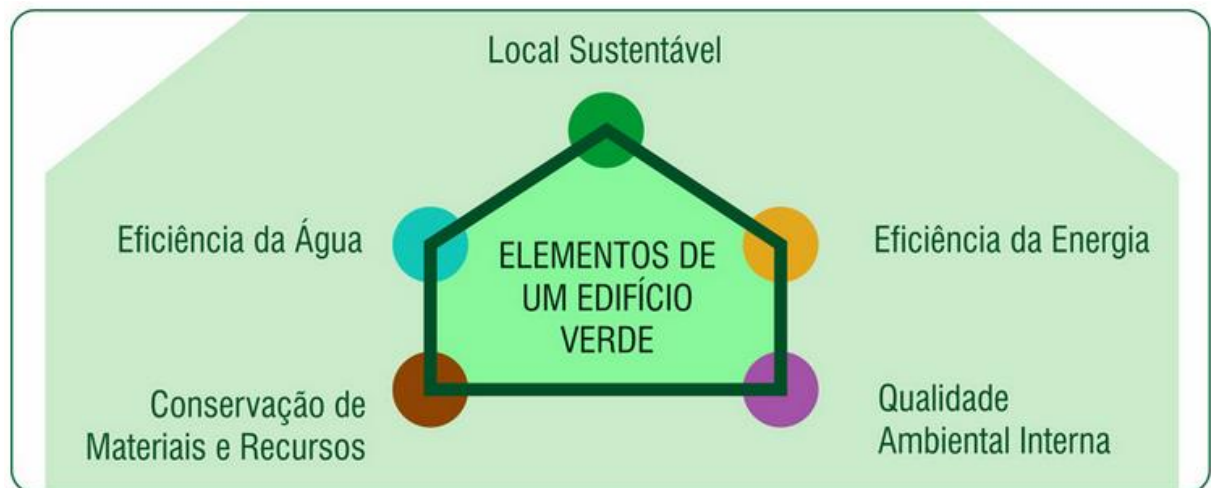 Local Sustentável
Eficiência da Água
Eficiência da Energia
ELEMENTOS DE
UM EDIFÍCIO
VERDE
Conservação de
Materiais e Recursos
Qualidade
Ambiental Interna